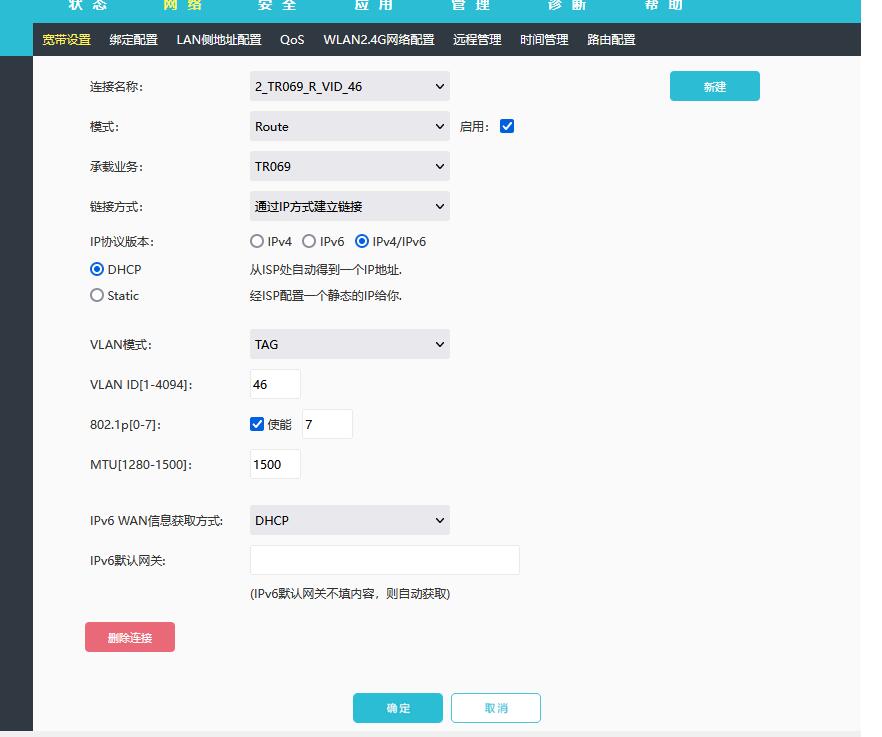 状态 网络 安全 应用 管理 诊断 帮助
宽带设置 绑定配置 LAN侧地址配置 QoS WLAN2.4G网络配置 远程管理 时间管理 路由配置
连接名称: 2_TR069_R_VID_46 新建
模式: Route 启用:
承载业务: TR069
链接方式: 通过IP方式建立链接
IP协议版本: IPv4 IPv6 IPv4/IPv6
DHCP 从ISP处自动得到一个IP地址.
Static 经ISP配置一个静态的IP给你.
VLAN模式: TAG
VLAN ID[1-4094]: 46
802.1p[0-7]: 使能 7
MTU[1280-1500]: 1500
IPv6 WAN信息获取方式: DHCP
IPv6默认网关:
(IPv6默认网关不填内容，则自动获取)
删除连接
确定 取消